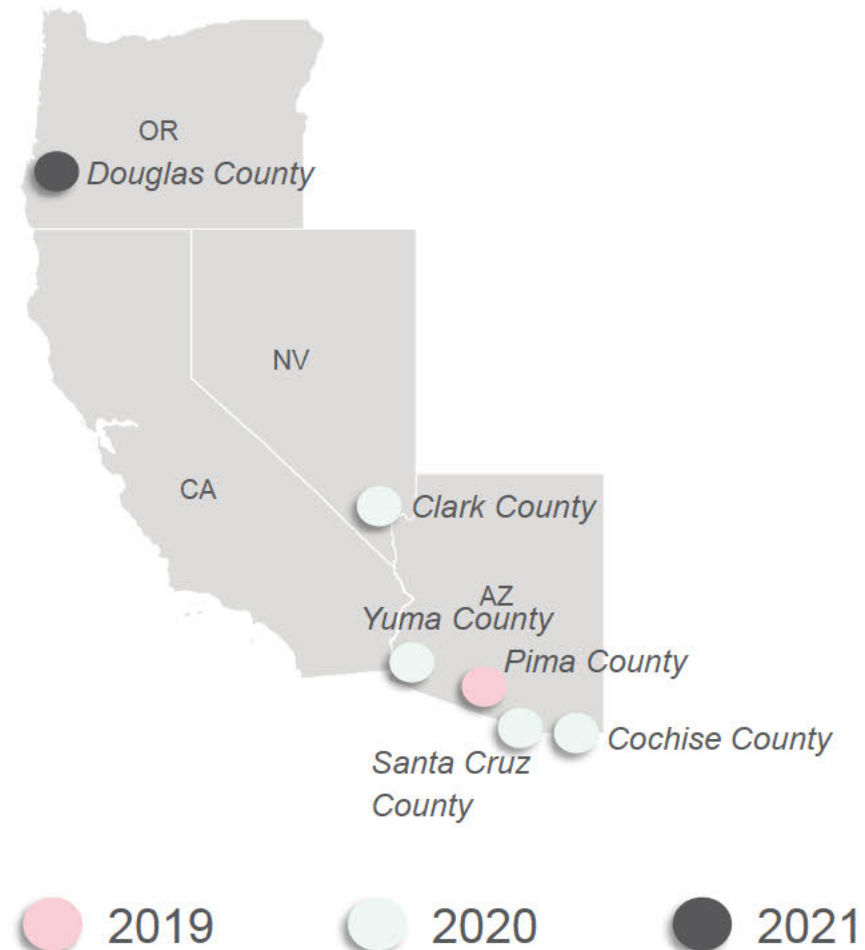 OR
Douglas County
NV
CA
Clark County
AZ
Yuma County
Pima County
Cochise County
Santa Cruz
County
2019
2020
2021